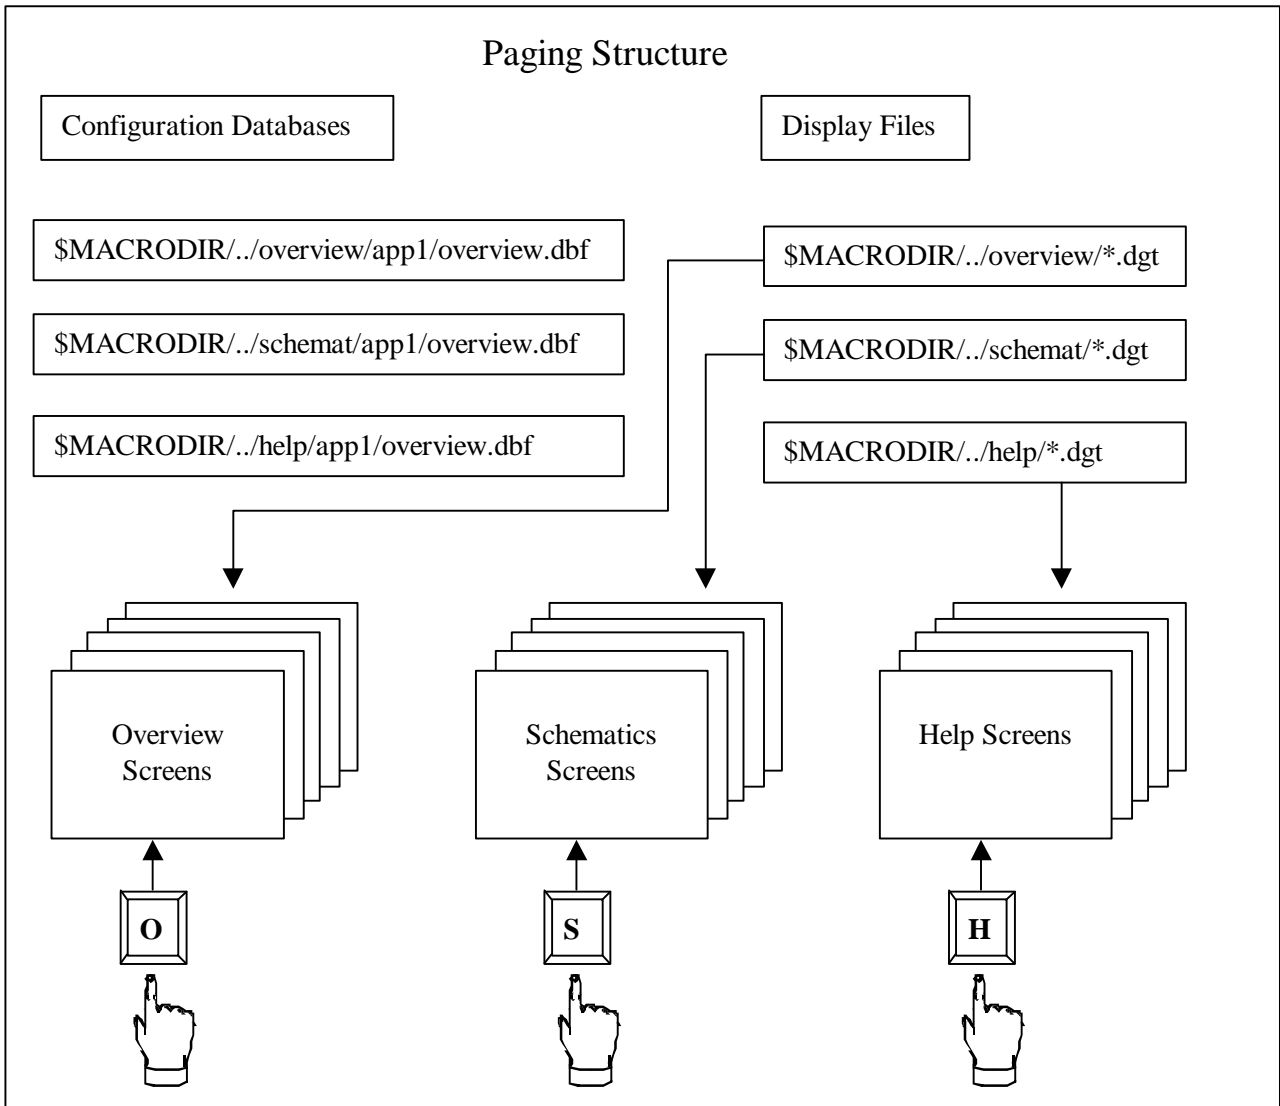 Paging Structure
Configuration Databases
Display Files
$MACRODIR/../overview/app1/overview.dbf
$MACRODIR/../overview/*.dgt
$MACRODIR/../schemat/app1/overview.dbf
$MACRODIR/../schemat/*.dgt
$MACRODIR/../help/app1/overview.dbf
$MACRODIR/../help/*.dgt
Overview
Screens
Schematics
Screens
Help Screens
O
S
H